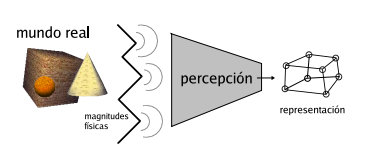 mundo real
magnitudes
físicas
percepción
representación